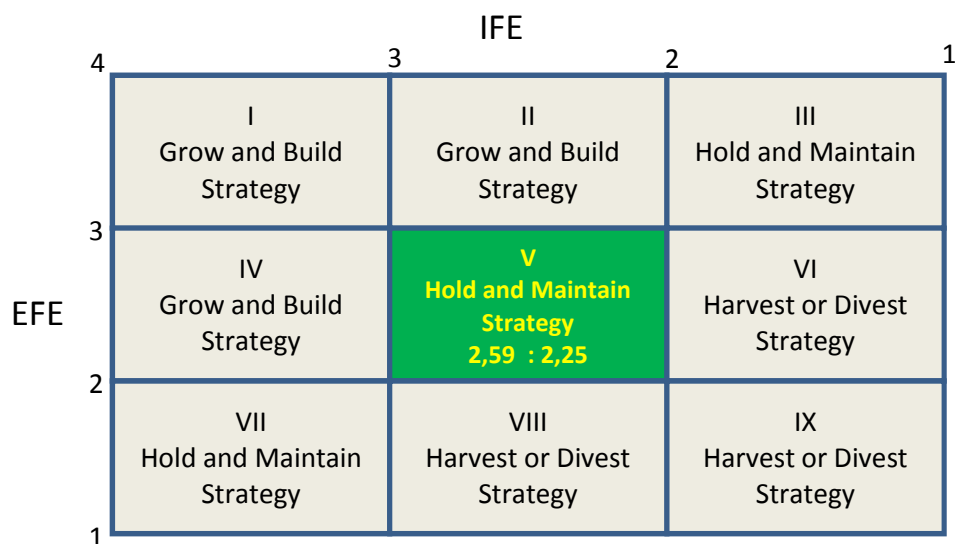 IFE
4
3
2
1
I
Grow and Build
Strategy
II
Grow and Build
Strategy
III
Hold and Maintain
Strategy
3
EFE
IV
Grow and Build
Strategy
V
Hold and Maintain
Strategy
2,59 : 2,25
VI
Harvest or Divest
Strategy
2
VII
Hold and Maintain
Strategy
VIII
Harvest or Divest
Strategy
IX
Harvest or Divest
Strategy
1